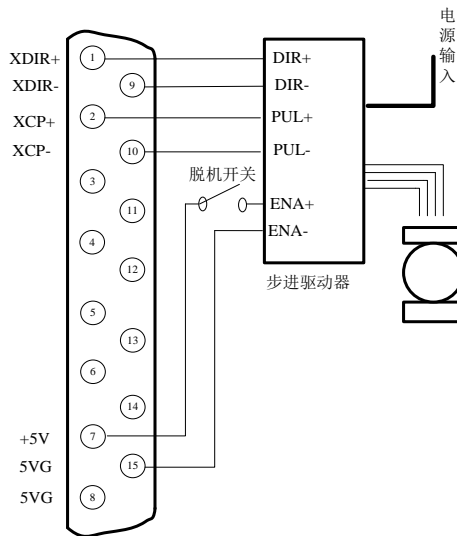 电源输入
XDIR+
1
DIR+
XDIR-
9
DIR-
XCP+
2
PUL+
XCP-
10
PUL-
3
脱机开关
11
ENA+
4
ENA-
12
步进驱动器
5
13
6
14
+5V
7
5VG
15
5VG
8